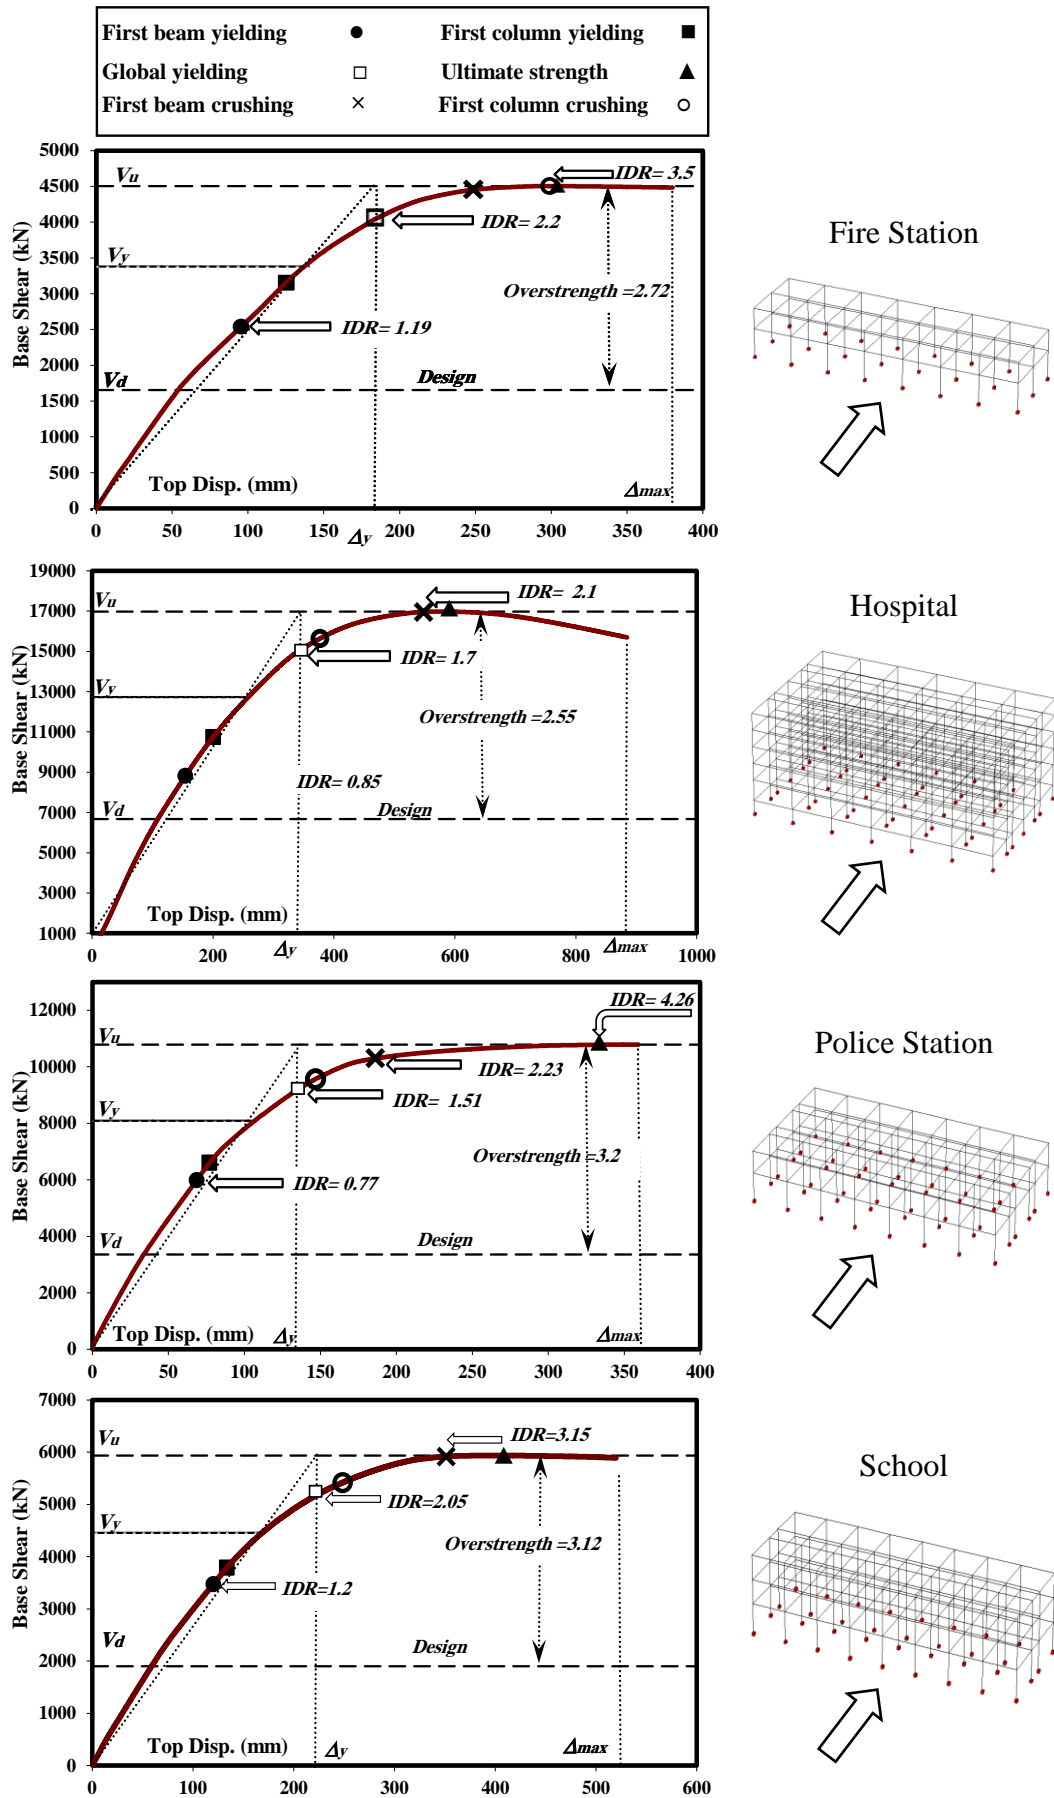 First beam yielding First column yielding
Global yielding Ultimate strength
First beam crushing First column crushing
5000
4500
4000
3500
3000
2500
2000
1500
1000
500
0
Base Shear (kN)
Vu
Vy
Vd
IDR= 3.5
IDR= 2.2
Overstrength =2.72
IDR= 1.19
Design
Top Disp. (mm)
Δmax
0 50 100 150 200 250 300 350 400
Δy
Fire Station
19000
17000
15000
13000
11000
9000
7000
5000
3000
1000
Base Shear (kN)
Vu
Vy
Vd
IDR= 2.1
IDR= 1.7
Overstrength =2.55
IDR= 0.85
Design
Top Disp. (mm)
Δy
Δmax
0 200 400 600 800 1000
Hospital
12000
10000
8000
6000
4000
2000
0
Base Shear (kN)
Vu
Vy
Vd
IDR= 4.26
IDR= 2.23
IDR= 1.51
Overstrength =3.2
IDR= 0.77
Design
Top Disp. (mm)
Δy
Δmax
0 50 100 150 200 250 300 350 400
Police Station
7000
6000
5000
4000
3000
2000
1000
0
Base Shear (kN)
Vu
Vy
Vd
IDR=3.15
IDR=2.05
Overstrength =3.12
IDR=1.2
Design
Top Disp. (mm)
Δy
Δmax
0 100 200 300 400 500 600
School